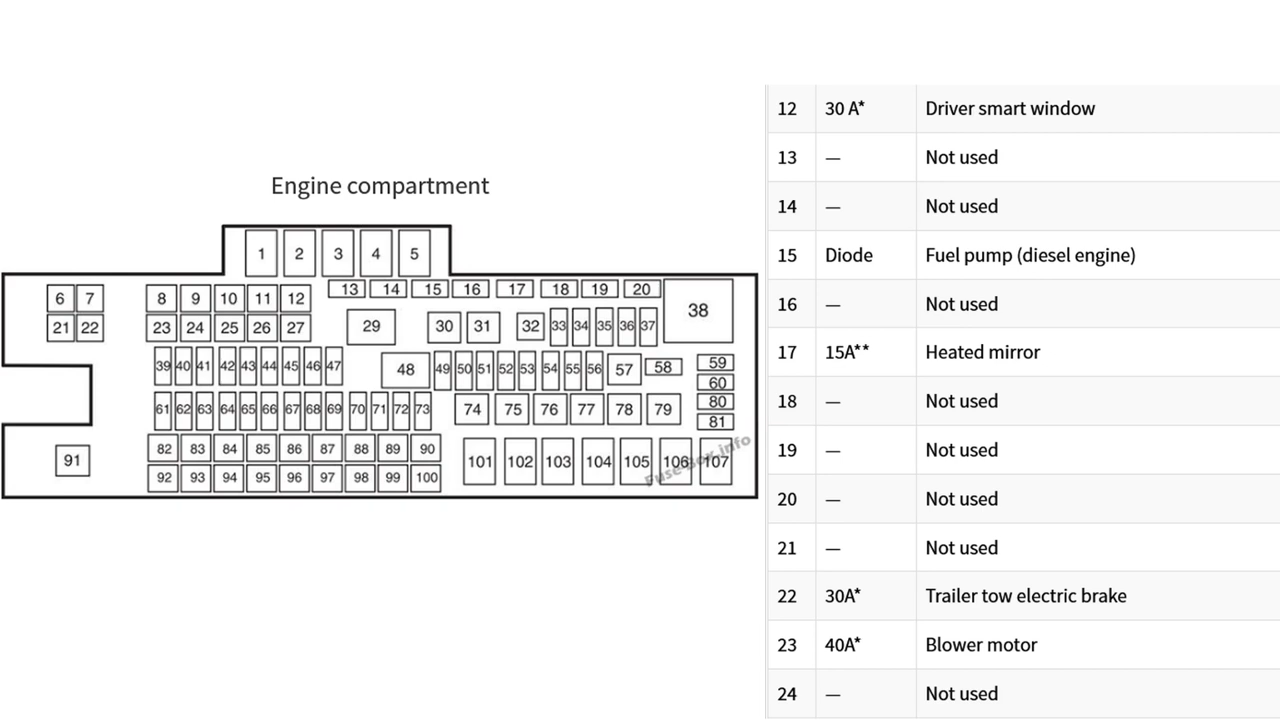 Engine compartment
1 2 3 4 5
6 7 8 9 10 11 12 13 14 15 16 17 18 19 20
21 22 23 24 25 26 27 29 30 31 32 33 34 35 36 37 38
39 40 41 42 43 44 45 46 47 48 49 50 51 52 53 54 55 56 57 58 59
60
61 62 63 64 65 66 67 68 69 70 71 72 73 74 75 76 77 78 79 80
81
82 83 84 85 86 87 88 89 90
91 101 102 103 104 105 106 107
92 93 94 95 96 97 98 99 100
Fuse-Box.info
12 30 A* Driver smart window
13 — Not used
14 — Not used
15 Diode Fuel pump (diesel engine)
16 — Not used
17 15A** Heated mirror
18 — Not used
19 — Not used
20 — Not used
21 — Not used
22 30A* Trailer tow electric brake
23 40A* Blower motor
24 — Not used